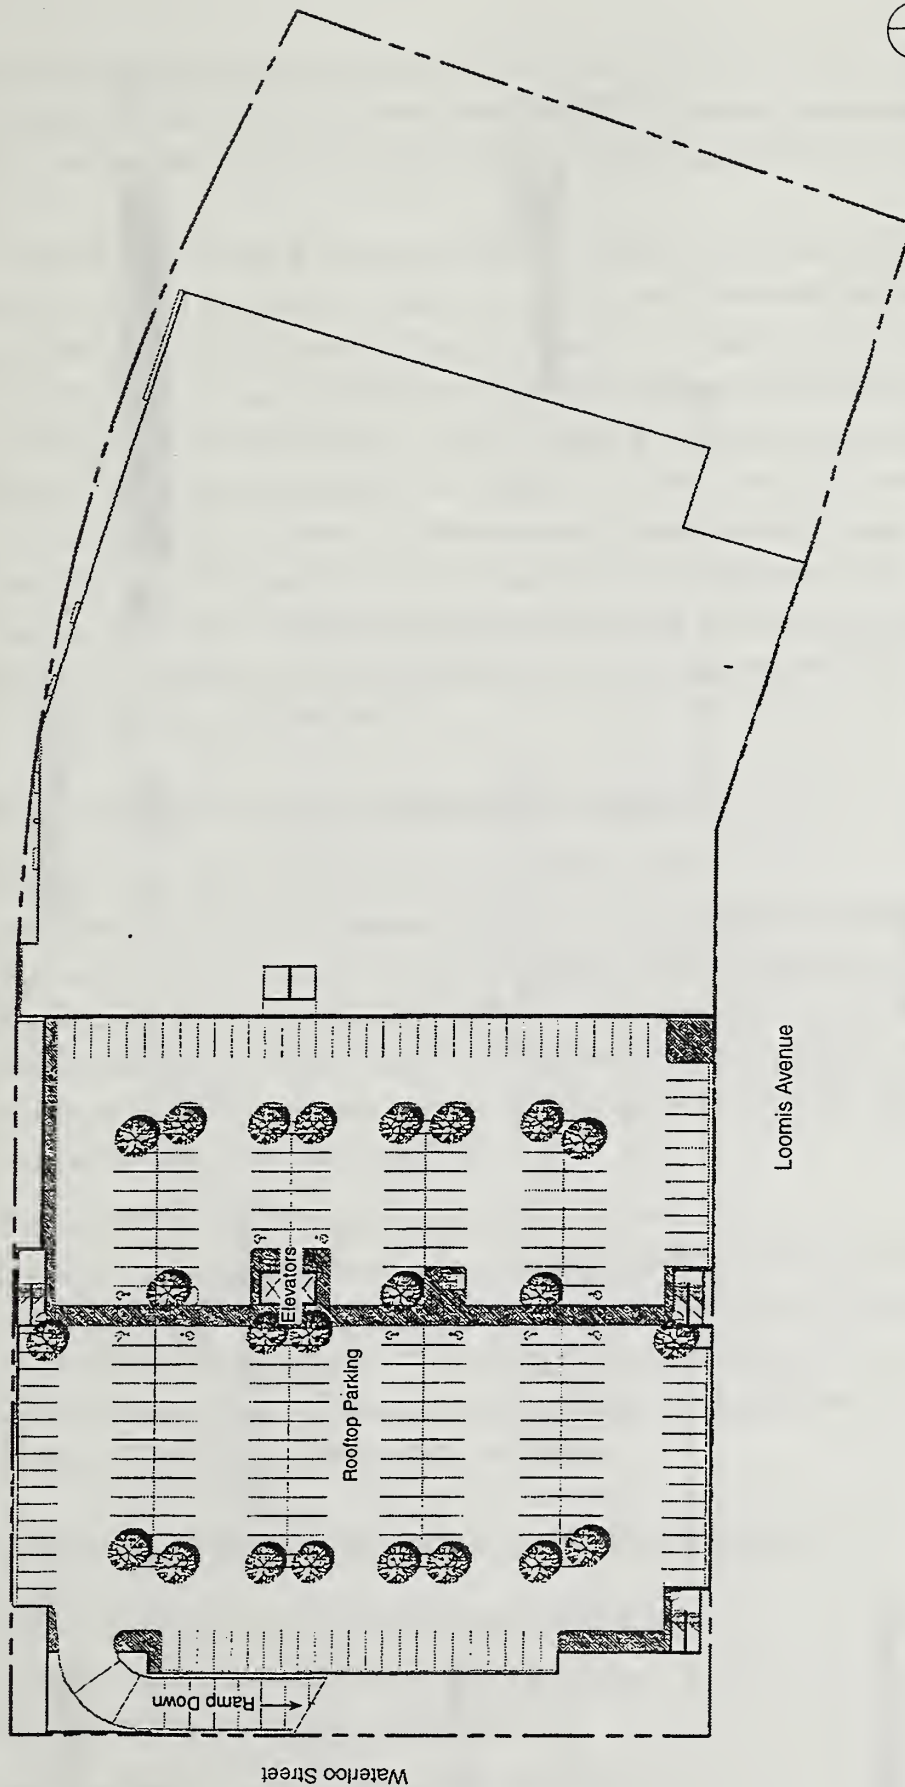 Elevators
Rooftop Parking
Loomis Avenue
Ramp Down
Waterloo Street